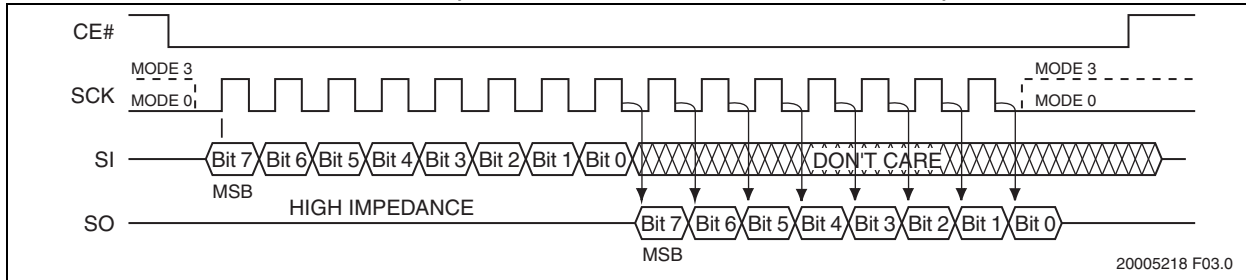 CE#
MODE 3
MODE 3
SCK
MODE 0
MODE 0
SI
Bit 7 Bit 6 Bit 5 Bit 4 Bit 3 Bit 2 Bit 1 Bit 0
DON'T CARE
MSB
HIGH IMPEDANCE
SO
Bit 7 Bit 6 Bit 5 Bit 4 Bit 3 Bit 2 Bit 1 Bit 0
MSB
20005218 F03.0